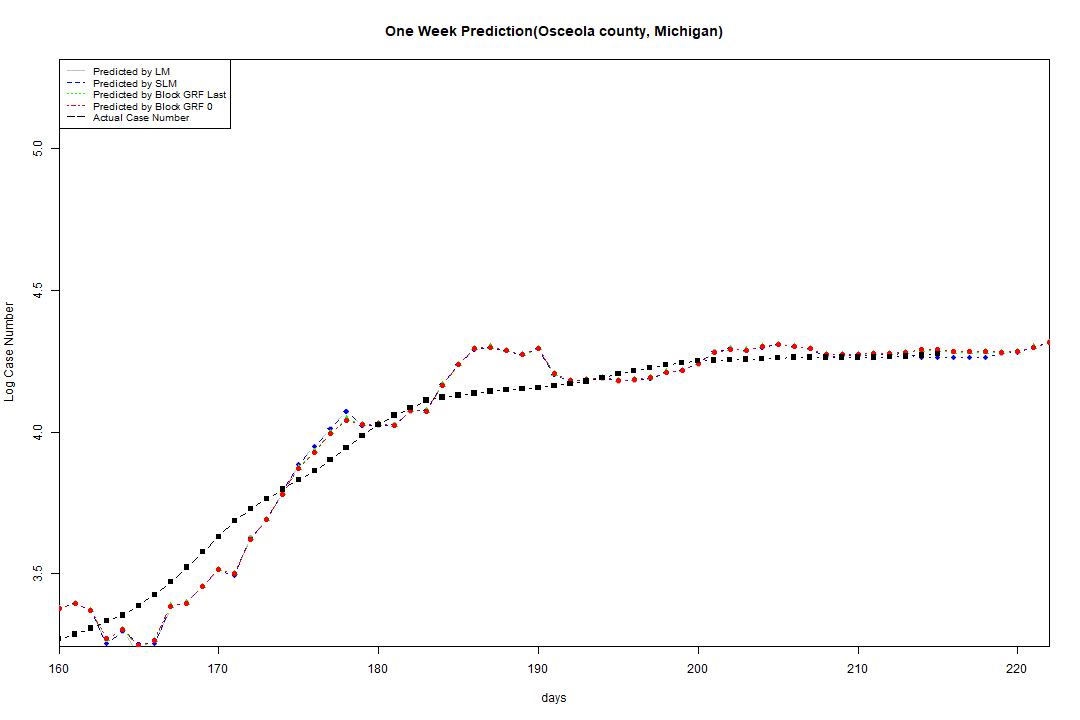 One Week Prediction(Osceola county, Michigan)
Predicted by LM
Predicted by SLM
Predicted by Block GRF Last
Predicted by Block GRF 0
Actual Case Number
Log Case Number
5.0
4.5
4.0
3.5
160 170 180 190 200 210 220
days